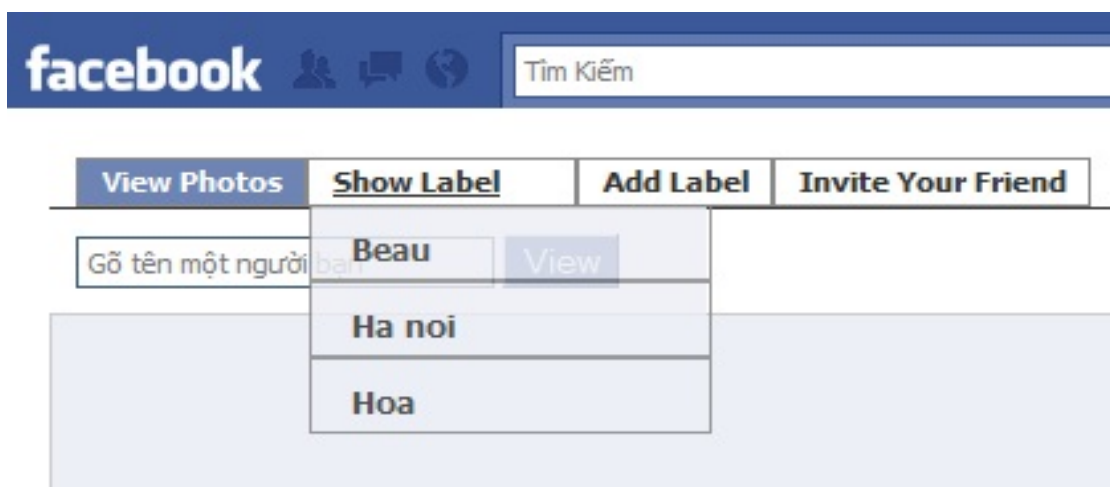 facebook Tìm Kiếm
View Photos Show Label Add Label Invite Your Friend
Gõ tên một người bạn View
Beau
Ha noi
Hoa